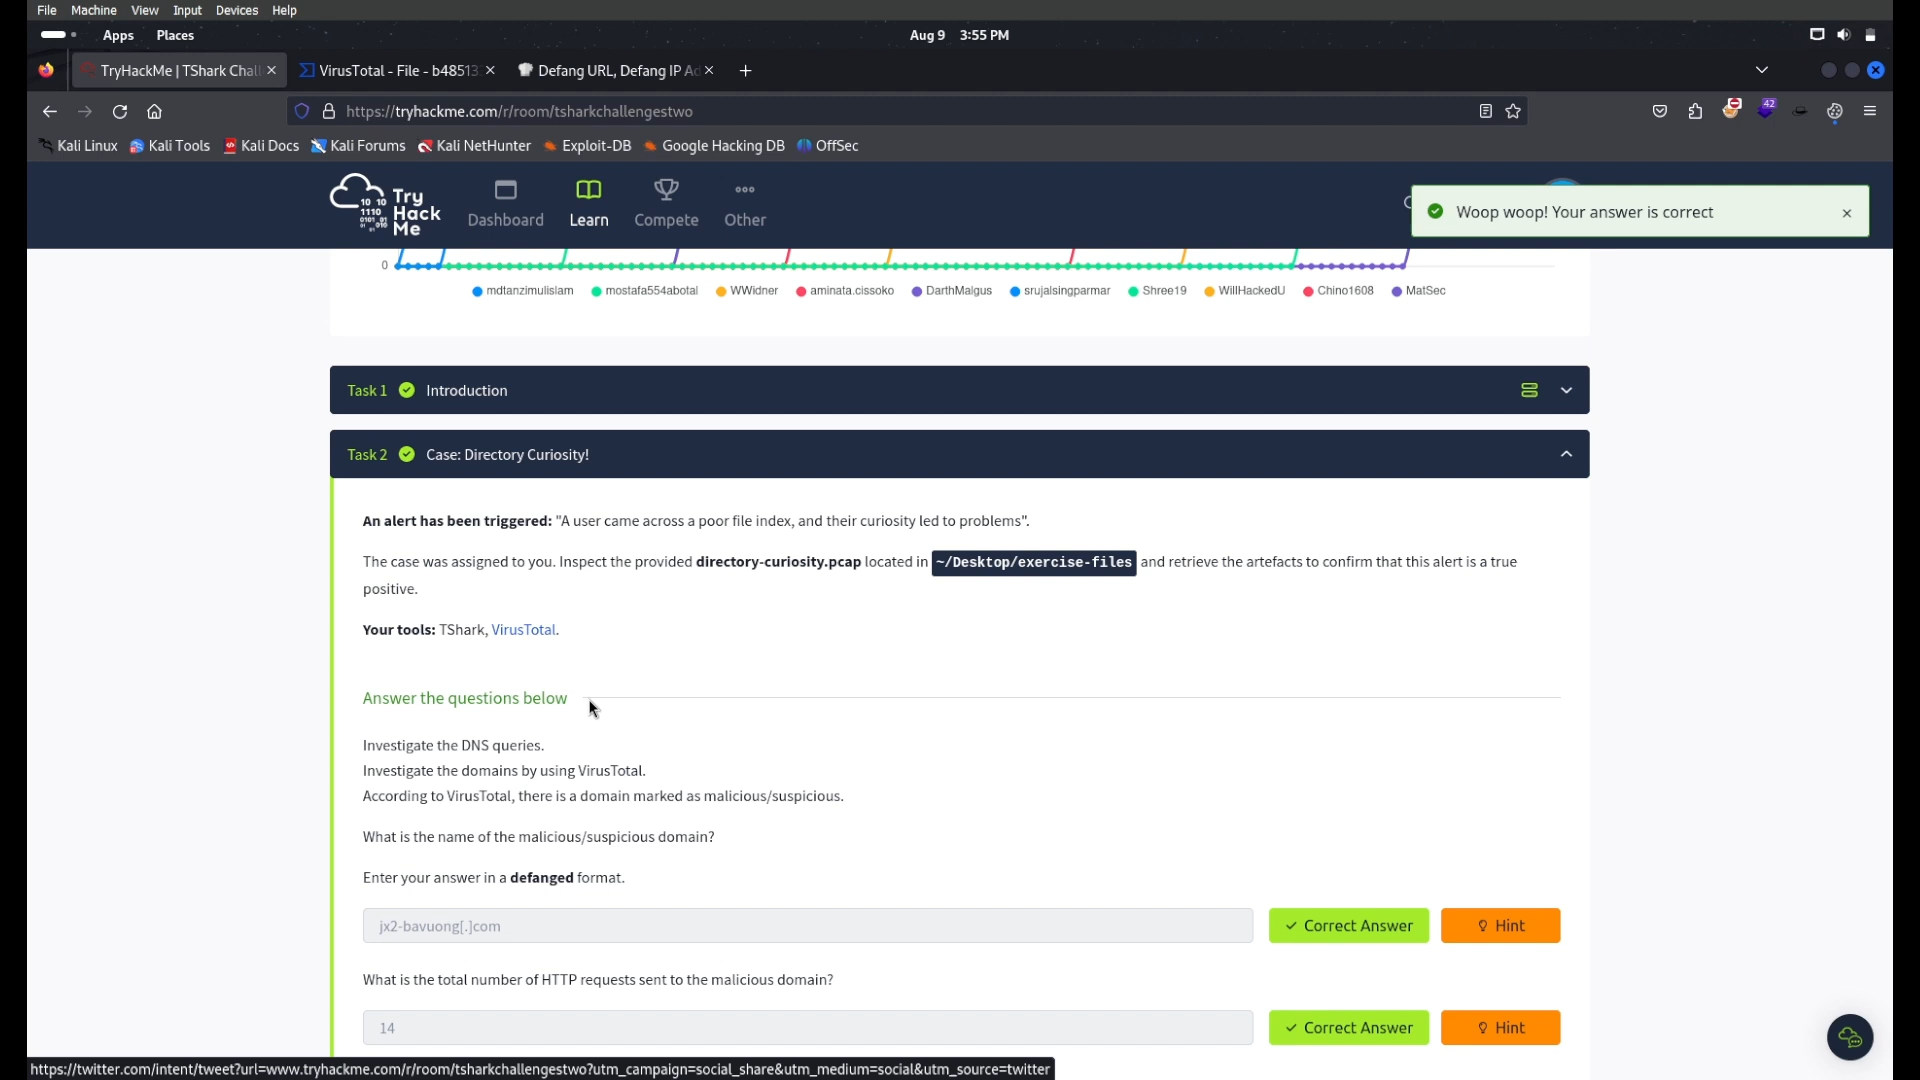 File Machine View Input Devices Help
Apps Places Aug 9 3:55 PM
TryHackMe | TShark Chall VirusTotal - File - b48513 Defang URL, Defang IP Ad
https://tryhackme.com/r/room/tsharkchallengestwo 42
Kali Linux Kali Tools Kali Docs Kali Forums Kali NetHunter Exploit-DB Google Hacking DB OffSec
Try Hack Me
Dashboard Learn Compete Other
Woop woop! Your answer is correct
0
mdtanzimulislam mostafa554abotal WWidner aminata.cissoko DarthMalgus srujalsingparmar Shree19 WillHackedU Chino1608 MatSec
Task 1 Introduction
Task 2 Case: Directory Curiosity!
An alert has been triggered: "A user came across a poor file index, and their curiosity led to problems".
The case was assigned to you. Inspect the provided directory-curiosity.pcap located in ~/Desktop/exercise-files and retrieve the artefacts to confirm that this alert is a true
positive.
Your tools: TShark, VirusTotal.
Answer the questions below
Investigate the DNS queries.
Investigate the domains by using VirusTotal.
According to VirusTotal, there is a domain marked as malicious/suspicious.
What is the name of the malicious/suspicious domain?
Enter your answer in a defanged format.
jx2-bavuong[.]com Correct Answer Hint
What is the total number of HTTP requests sent to the malicious domain?
14 Correct Answer Hint
https://twitter.com/intent/tweet?url=www.tryhackme.com/r/room/tsharkchallengestwo?utm_campaign=social_share&utm_medium=social&utm_source=twitter